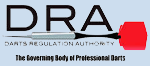 DRA
DARTS REGULATION AUTHORITY
The Governing Body of Professional Darts